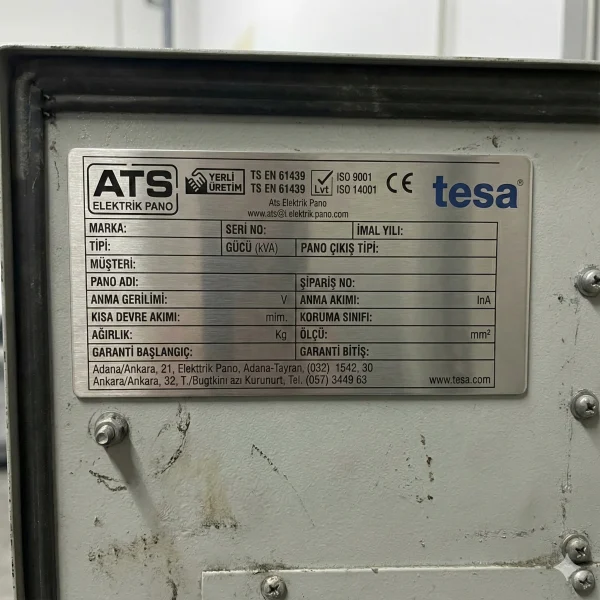 ATS
ELEKTRİK PANO
YERLİ
ÜRETİM
TS EN 61439
TS EN 61439
Lvt
ISO 9001
ISO 14001
CE
tesa®
Ats Elektrik Pano
www.ats@t elektrik pano.com
MARKA: SERİ NO: İMAL YILI:
TİPİ: GÜCÜ (kVA) PANO ÇIKIŞ TİPİ:
MÜŞTERİ:
PANO ADI: ŞİPARİŞ NO:
ANMA GERİLİMİ: V ANMA AKIMI: InA
KISA DEVRE AKIMI: mim. KORUMA SINIFI:
AĞIRLIK: Kg ÖLÇÜ: mm²
GARANTİ BAŞLANGIÇ: GARANTİ BİTİŞ:
Adana/Ankara, 21, Elekttrik Pano, Adana-Tayran, (032) 1542, 30
Ankara/Ankara, 32, T./Bugtkini azı Kurunurt, Tel. (057) 3449 63 www.tesa.com